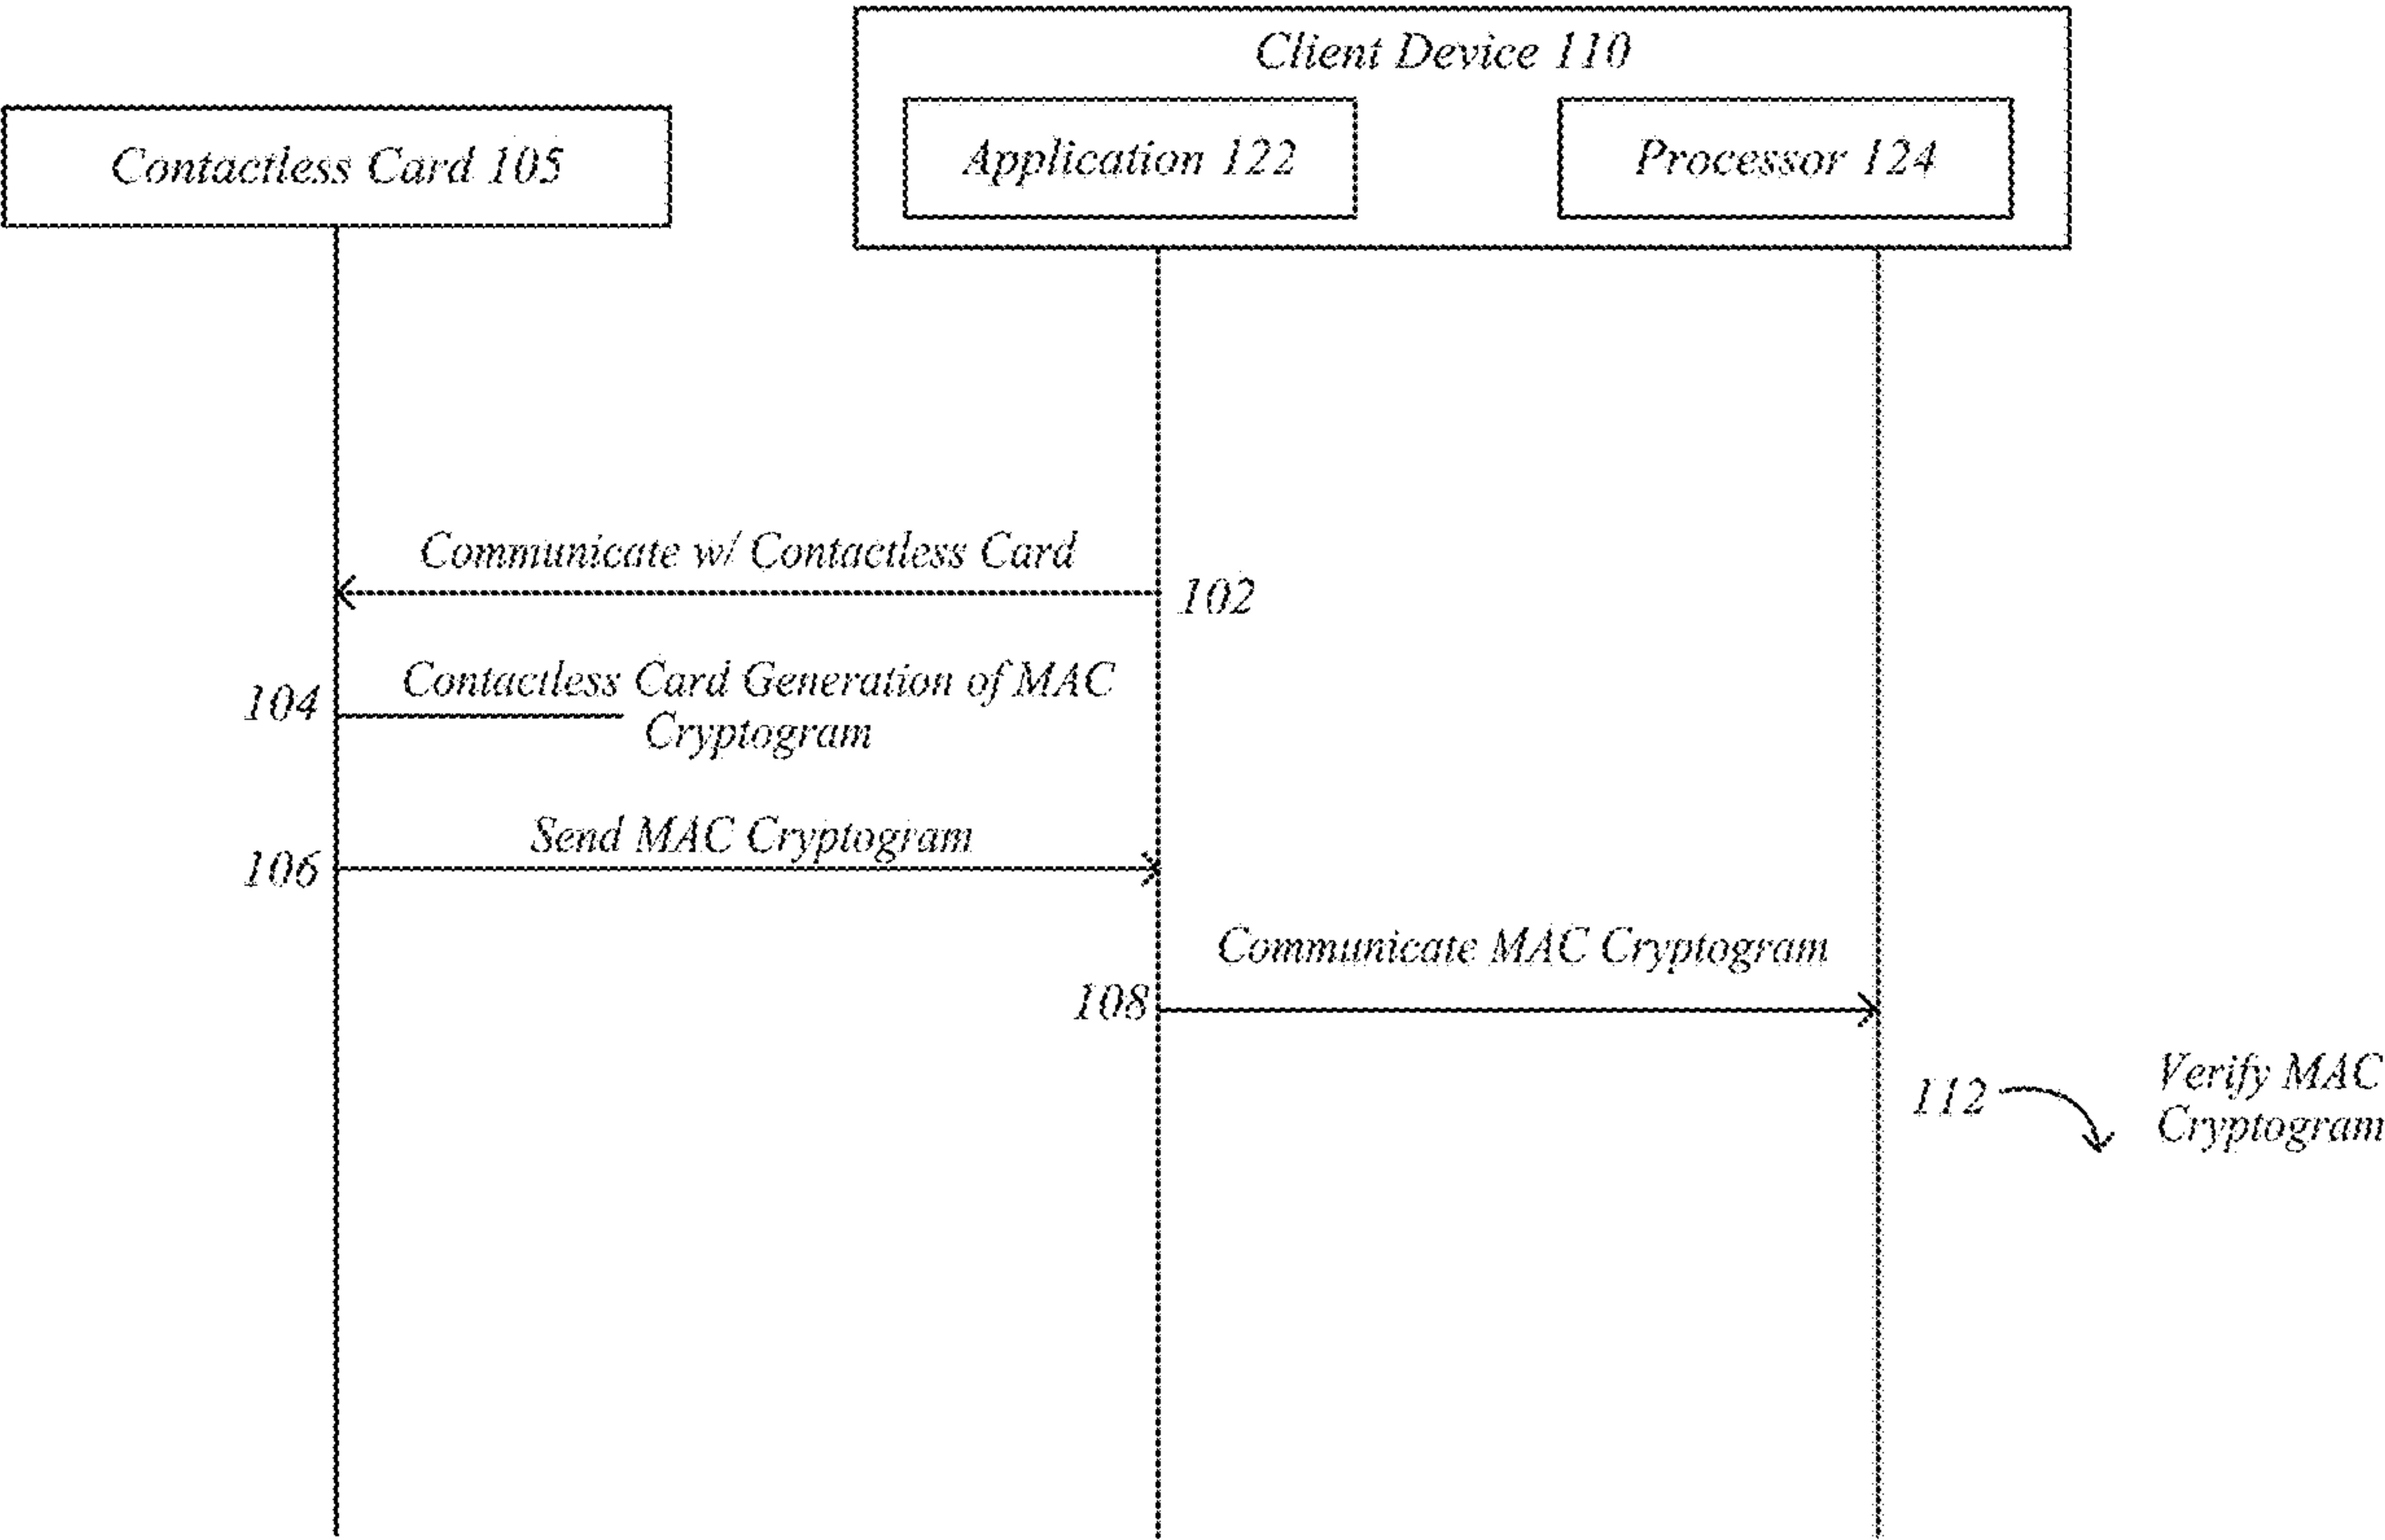 Client Device 110
Contactless Card 105
Application 122
Processor 124
Communicate w/ Contactless Card
102
104
Contactless Card Generation of MAC
Cryptogram
Send MAC Cryptogram
106
Communicate MAC Cryptogram
108
112
Verify MAC
Cryptogram